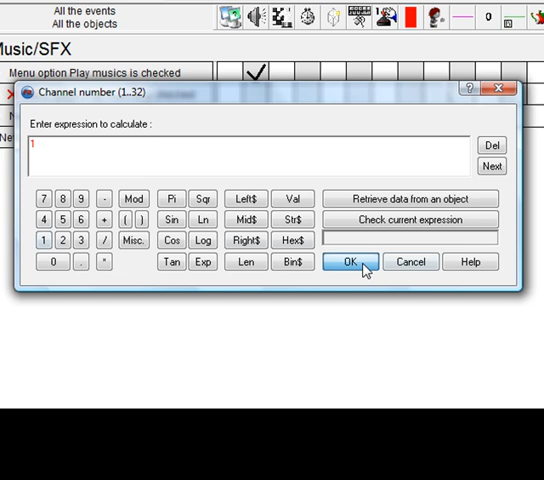 All the events
All the objects
0
Music/SFX
Menu option Play musics is checked
Channel number (1..32)
Enter expression to calculate :
1
Del
Next
7 8 9 - Mod Pi Sqr Left$ Val Retrieve data from an object
4 5 6 + ( ) Sin Ln Mid$ Str$ Check current expression
1 2 3 / Misc. Cos Log Right$ Hex$
0 . * Tan Exp Len Bin$ OK Cancel Help